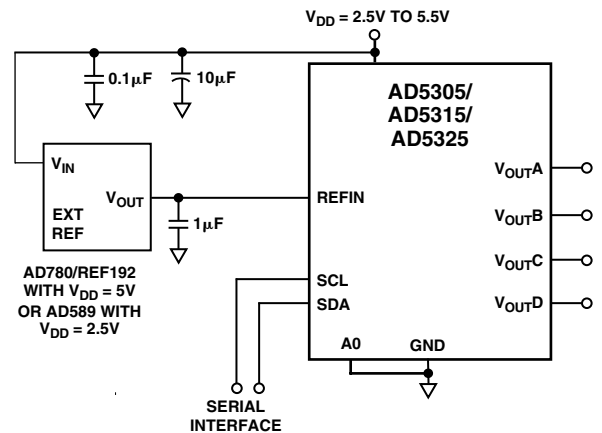 V_DD = 2.5V TO 5.5V
0.1μF
10μF
AD5305/
AD5315/
AD5325
V_IN
V_OUT
EXT
REF
1μF
REFIN
V_OUTA
V_OUTB
V_OUTC
V_OUTD
AD780/REF192
WITH V_DD = 5V
OR AD589 WITH
V_DD = 2.5V
SCL
SDA
A0
GND
SERIAL
INTERFACE